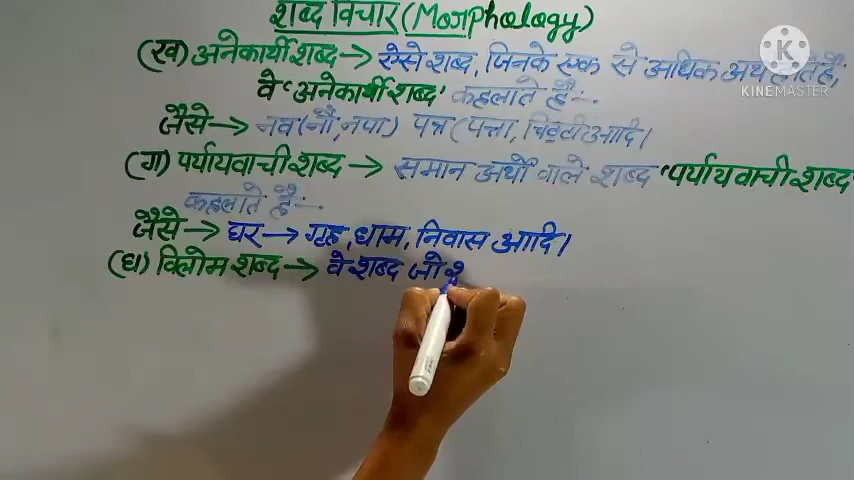 शब्द विचार (Morphology)
(ख) अनेकार्थी शब्द → ऐसे शब्द, जिनके एक से अधिक अर्थ होते हैं,
वे 'अनेकार्थी शब्द' कहलाते हैं:-.
जैसे → नव (नौ, नया) पत्र (पत्ता, चिट्ठी आदि।
(ग) पर्यायवाची शब्द → समान अर्थों वाले शब्द 'पर्यायवाची शब्द'
कहलाते हैं:-.
जैसे → घर → गृह, धाम, निवास आदि।
(घ) विलोम शब्द → वे शब्द जो
KINEMASTER